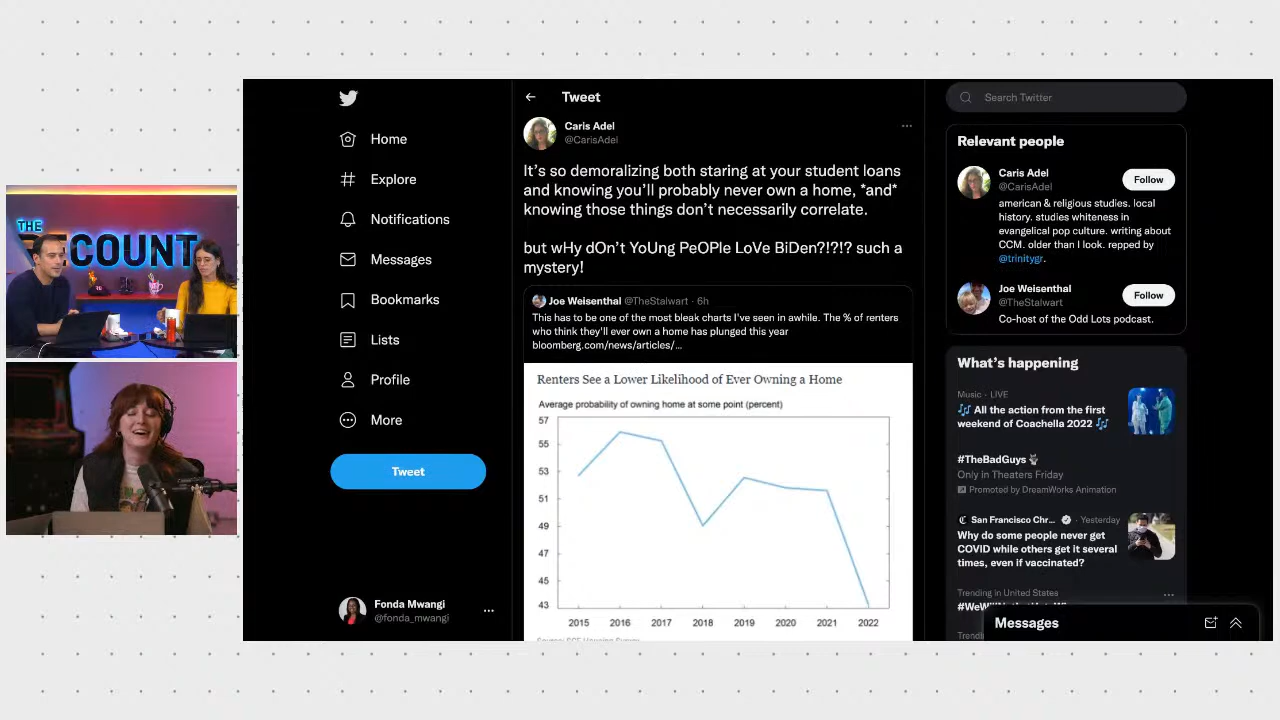 THE
RECOUNT
Home
Explore
Notifications
Messages
Bookmarks
Lists
Profile
More
Tweet
Fonda Mwangi
@fonda_mwangi
Tweet
Caris Adel
@CarisAdel
It's so demoralizing both staring at your student loans
and knowing you'll probably never own a home, *and*
knowing those things don't necessarily correlate.
but wHy dOn't YoUng PeOPle LoVe BiDen?!?!? such a
mystery!
Joe Weisenthal @TheStalwart · 6h
This has to be one of the most bleak charts I've seen in awhile. The % of renters
who think they'll ever own a home has plunged this year
bloomberg.com/news/articles/...
Renters See a Lower Likelihood of Ever Owning a Home
Average probability of owning home at some point (percent)
57
55
53
51
49
47
45
43
2015 2016 2017 2018 2019 2020 2021 2022
Search Twitter
Relevant people
Caris Adel
@CarisAdel
Follow
american & religious studies. local
history. studies whiteness in
evangelical pop culture. writing about
CCM. older than I look. repped by
@trinitygr.
Joe Weisenthal
@TheStalwart
Follow
Co-host of the Odd Lots podcast.
What's happening
Music · LIVE
All the action from the first
weekend of Coachella 2022
#TheBadGuys
Only in Theaters Friday
Promoted by DreamWorks Animation
San Francisco Chr... · Yesterday
Why do some people never get
COVID while others get it several
times, even if vaccinated?
Trending in United States
Messages